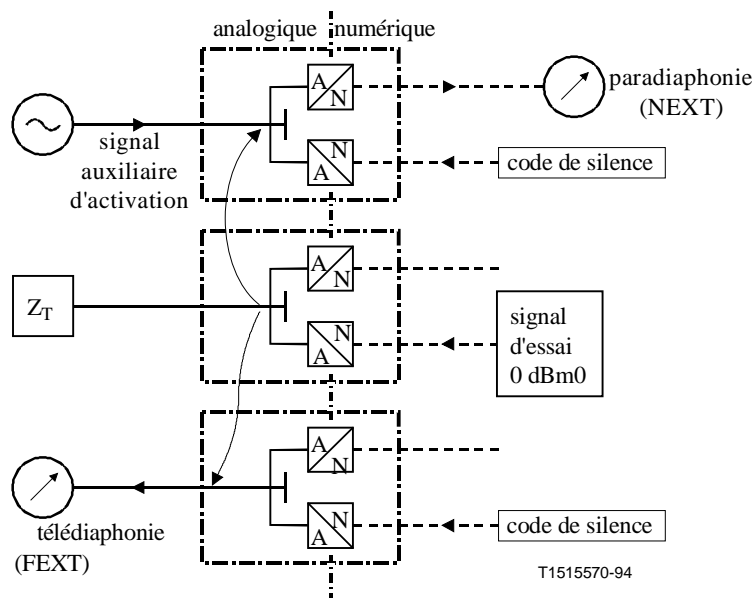 analogique numérique
A
N
paradiaphonie
(NEXT)
signal
auxiliaire
d'activation
N
A
code de silence
A
N
Z_T
N
A
signal
d'essai
0 dBm0
A
N
télédiaphonie
(FEXT)
N
A
code de silence
T1515570-94